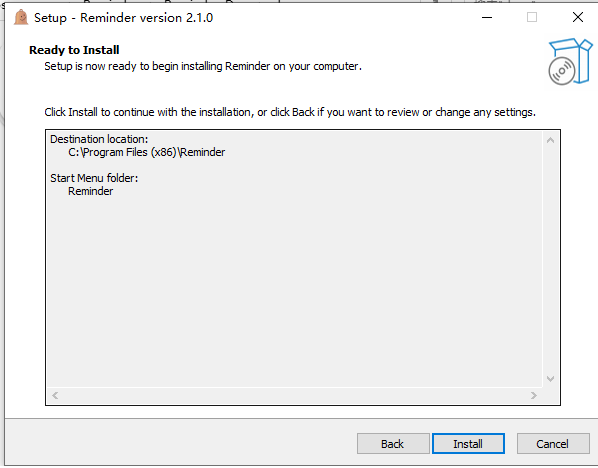 Setup - Reminder version 2.1.0
Ready to Install
Setup is now ready to begin installing Reminder on your computer.
Click Install to continue with the installation, or click Back if you want to review or change any settings.
Destination location:
C:\Program Files (x86)\Reminder
Start Menu folder:
Reminder
Back
Install
Cancel